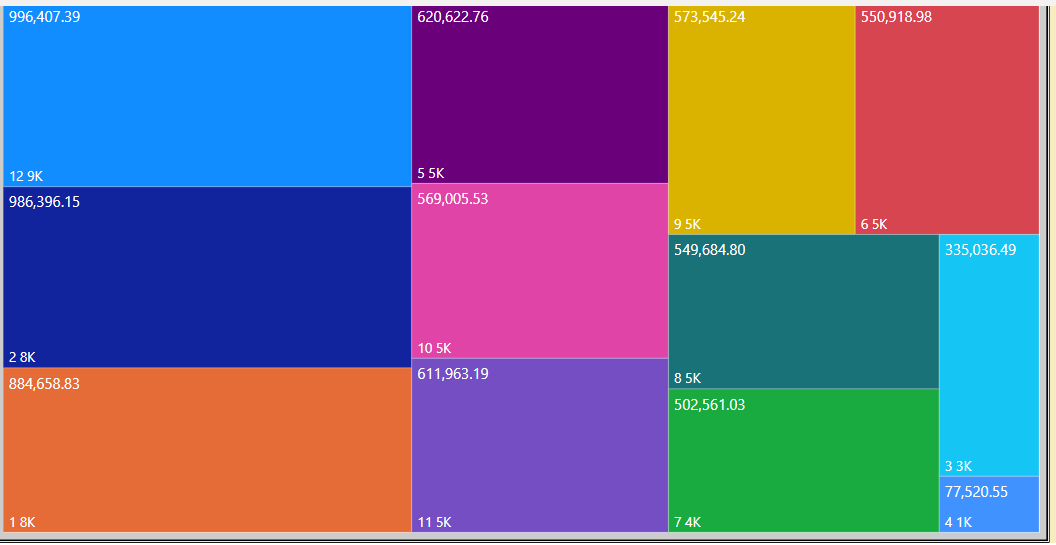 996,407.39
12 9K
986,396.15
2 8K
884,658.83
1 8K
620,622.76
5 5K
569,005.53
10 5K
611,963.19
11 5K
573,545.24
9 5K
550,918.98
6 5K
549,684.80
8 5K
502,561.03
7 4K
335,036.49
3 3K
77,520.55
4 1K